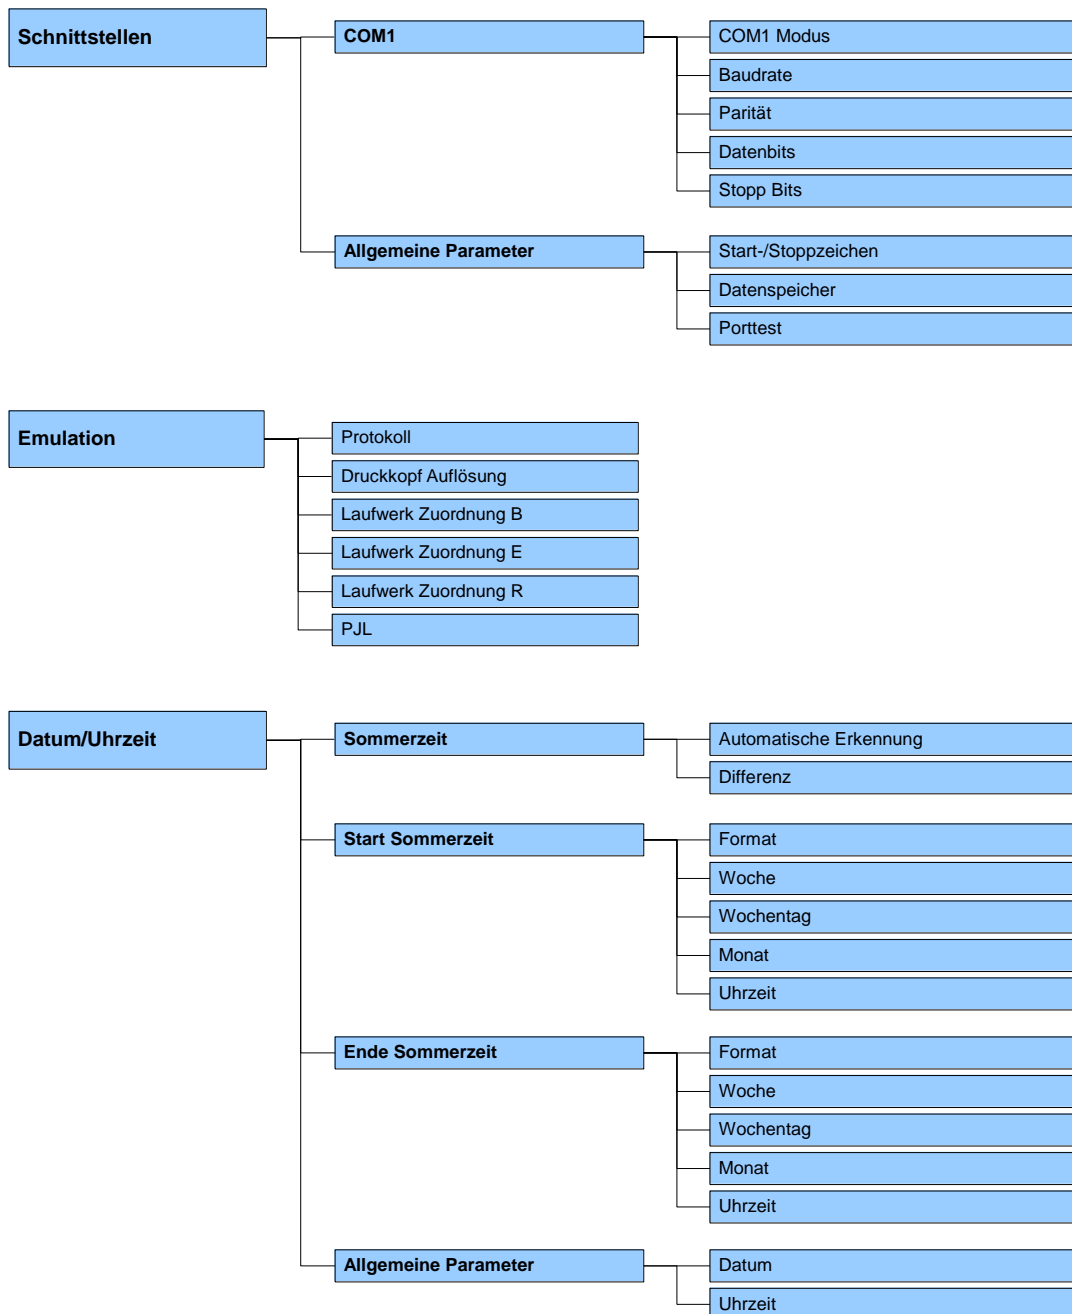 Schnittstellen
COM1
COM1 Modus
Baudrate
Parität
Datenbits
Stopp Bits
Allgemeine Parameter
Start-/Stoppzeichen
Datenspeicher
Porttest
Emulation
Protokoll
Druckkopf Auflösung
Laufwerk Zuordnung B
Laufwerk Zuordnung E
Laufwerk Zuordnung R
PJL
Datum/Uhrzeit
Sommerzeit
Automatische Erkennung
Differenz
Start Sommerzeit
Format
Woche
Wochentag
Monat
Uhrzeit
Ende Sommerzeit
Format
Woche
Wochentag
Monat
Uhrzeit
Allgemeine Parameter
Datum
Uhrzeit